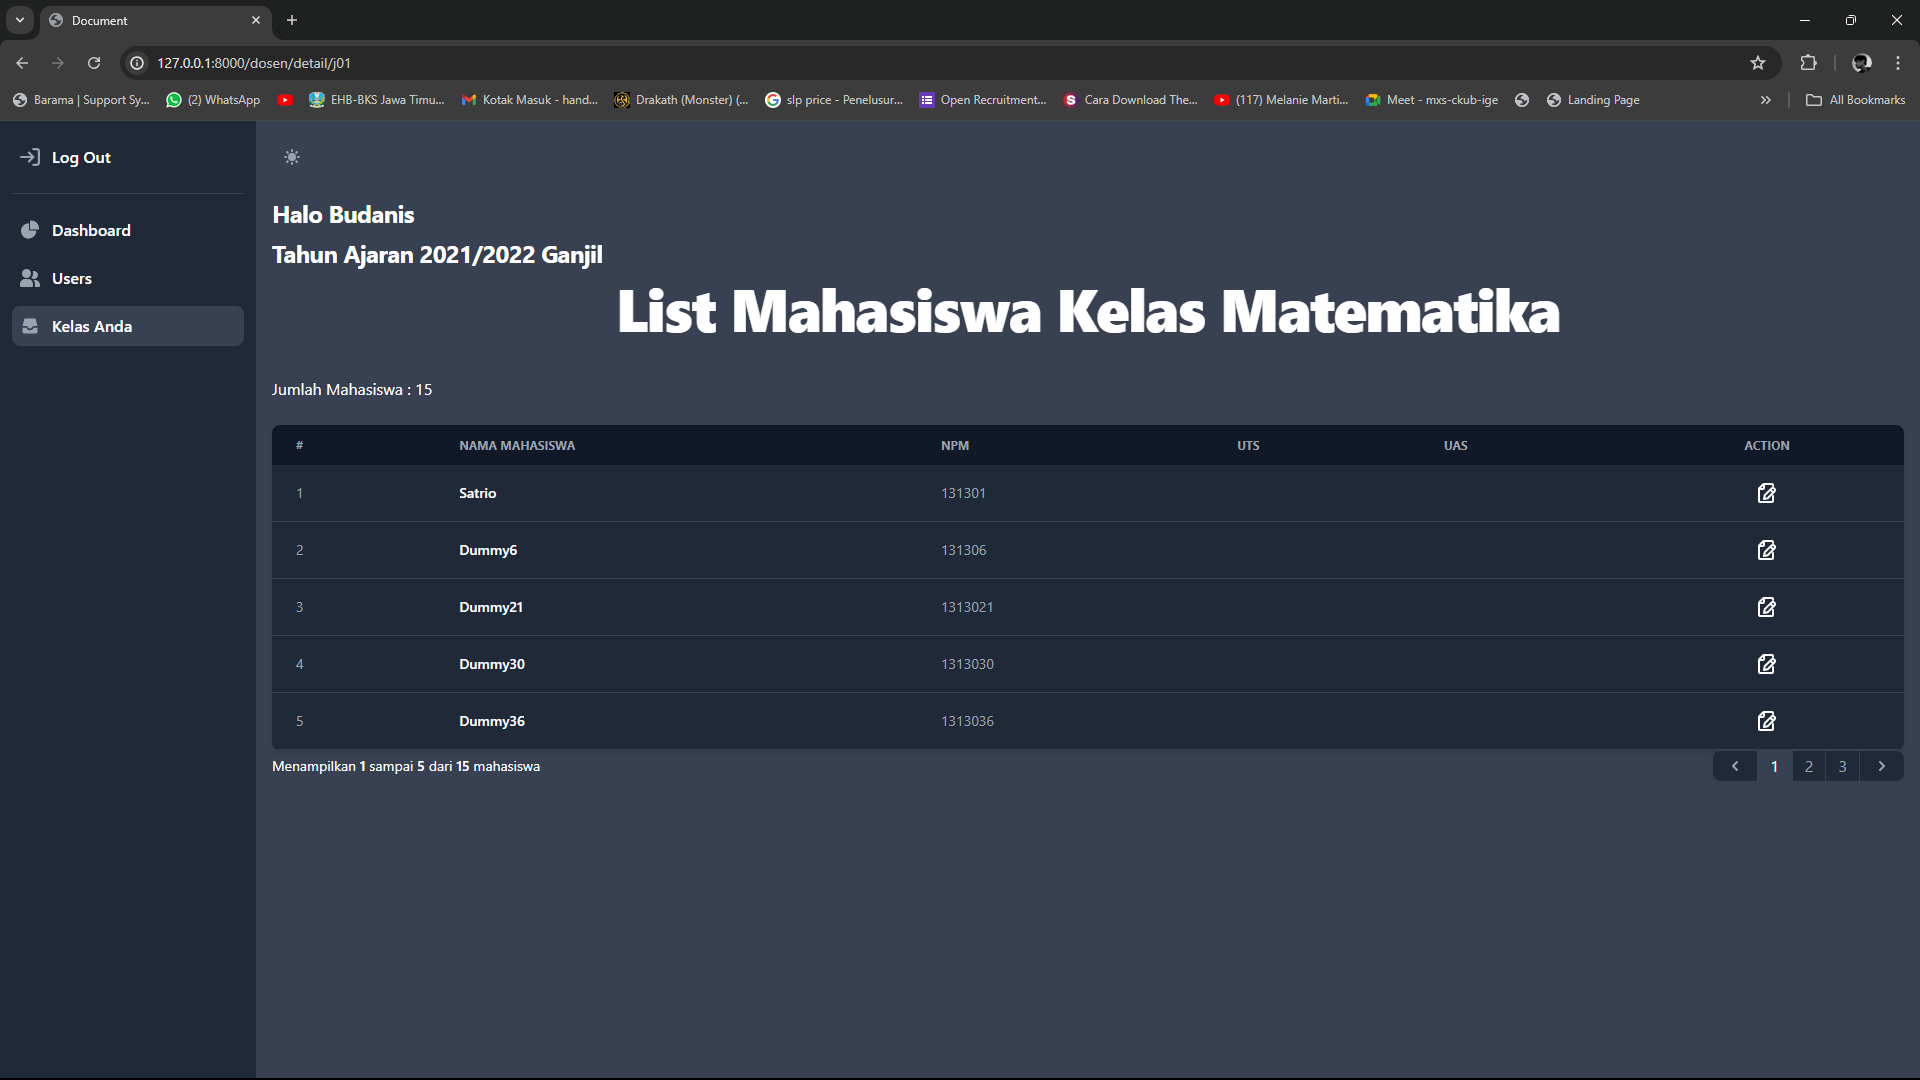 Document
127.0.0.1:8000/dosen/detail/j01
Barama | Support Sy... (2) WhatsApp EHB-BKS Jawa Timu... Kotak Masuk - hand... Drakath (Monster) (... slp price - Penelusur... Open Recruitment... Cara Download The... (117) Melanie Marti... Meet - mxs-ckub-ige Landing Page » All Bookmarks
Log Out
Dashboard
Users
Kelas Anda
Halo Budanis
Tahun Ajaran 2021/2022 Ganjil
List Mahasiswa Kelas Matematika
Jumlah Mahasiswa : 15
# NAMA MAHASISWA NPM UTS UAS ACTION
1 Satrio 131301
2 Dummy6 131306
3 Dummy21 1313021
4 Dummy30 1313030
5 Dummy36 1313036
Menampilkan 1 sampai 5 dari 15 mahasiswa
1 2 3